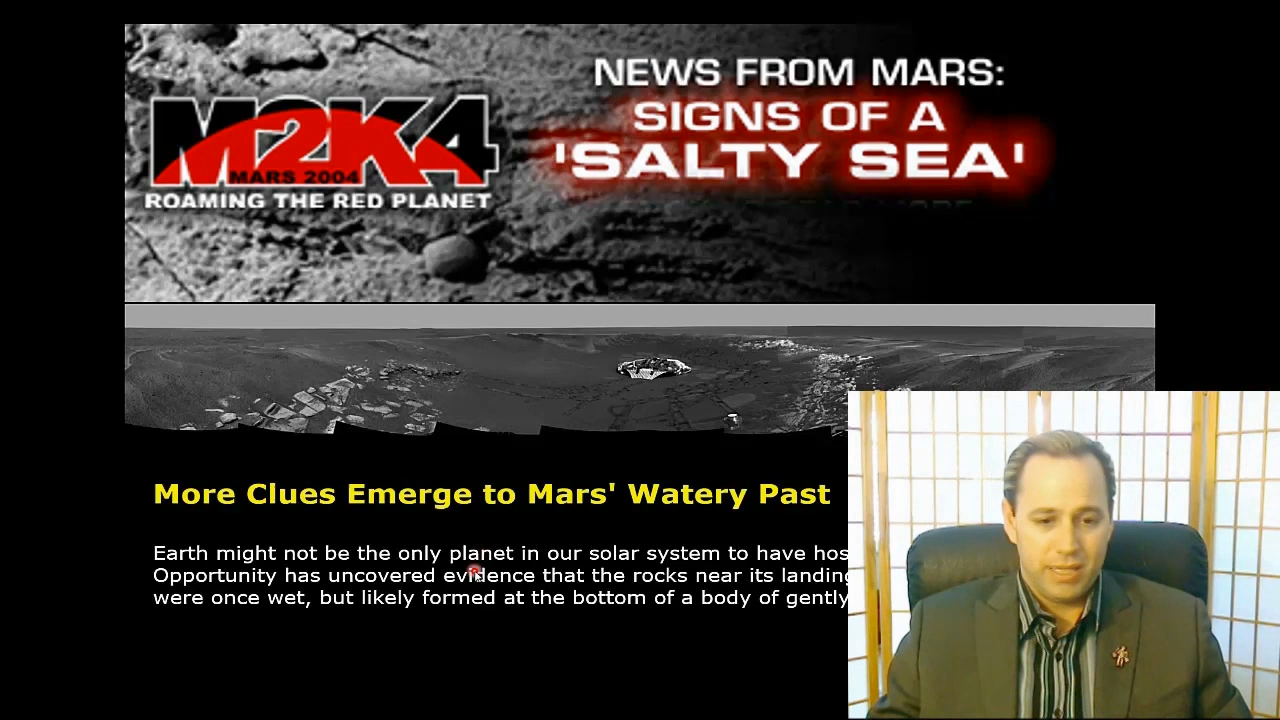 NEWS FROM MARS:
SIGNS OF A
'SALTY SEA'
M2K4
MARS 2004
ROAMING THE RED PLANET
More Clues Emerge to Mars' Watery Past
Earth might not be the only planet in our solar system to have hos
Opportunity has uncovered evidence that the rocks near its landing
were once wet, but likely formed at the bottom of a body of gently